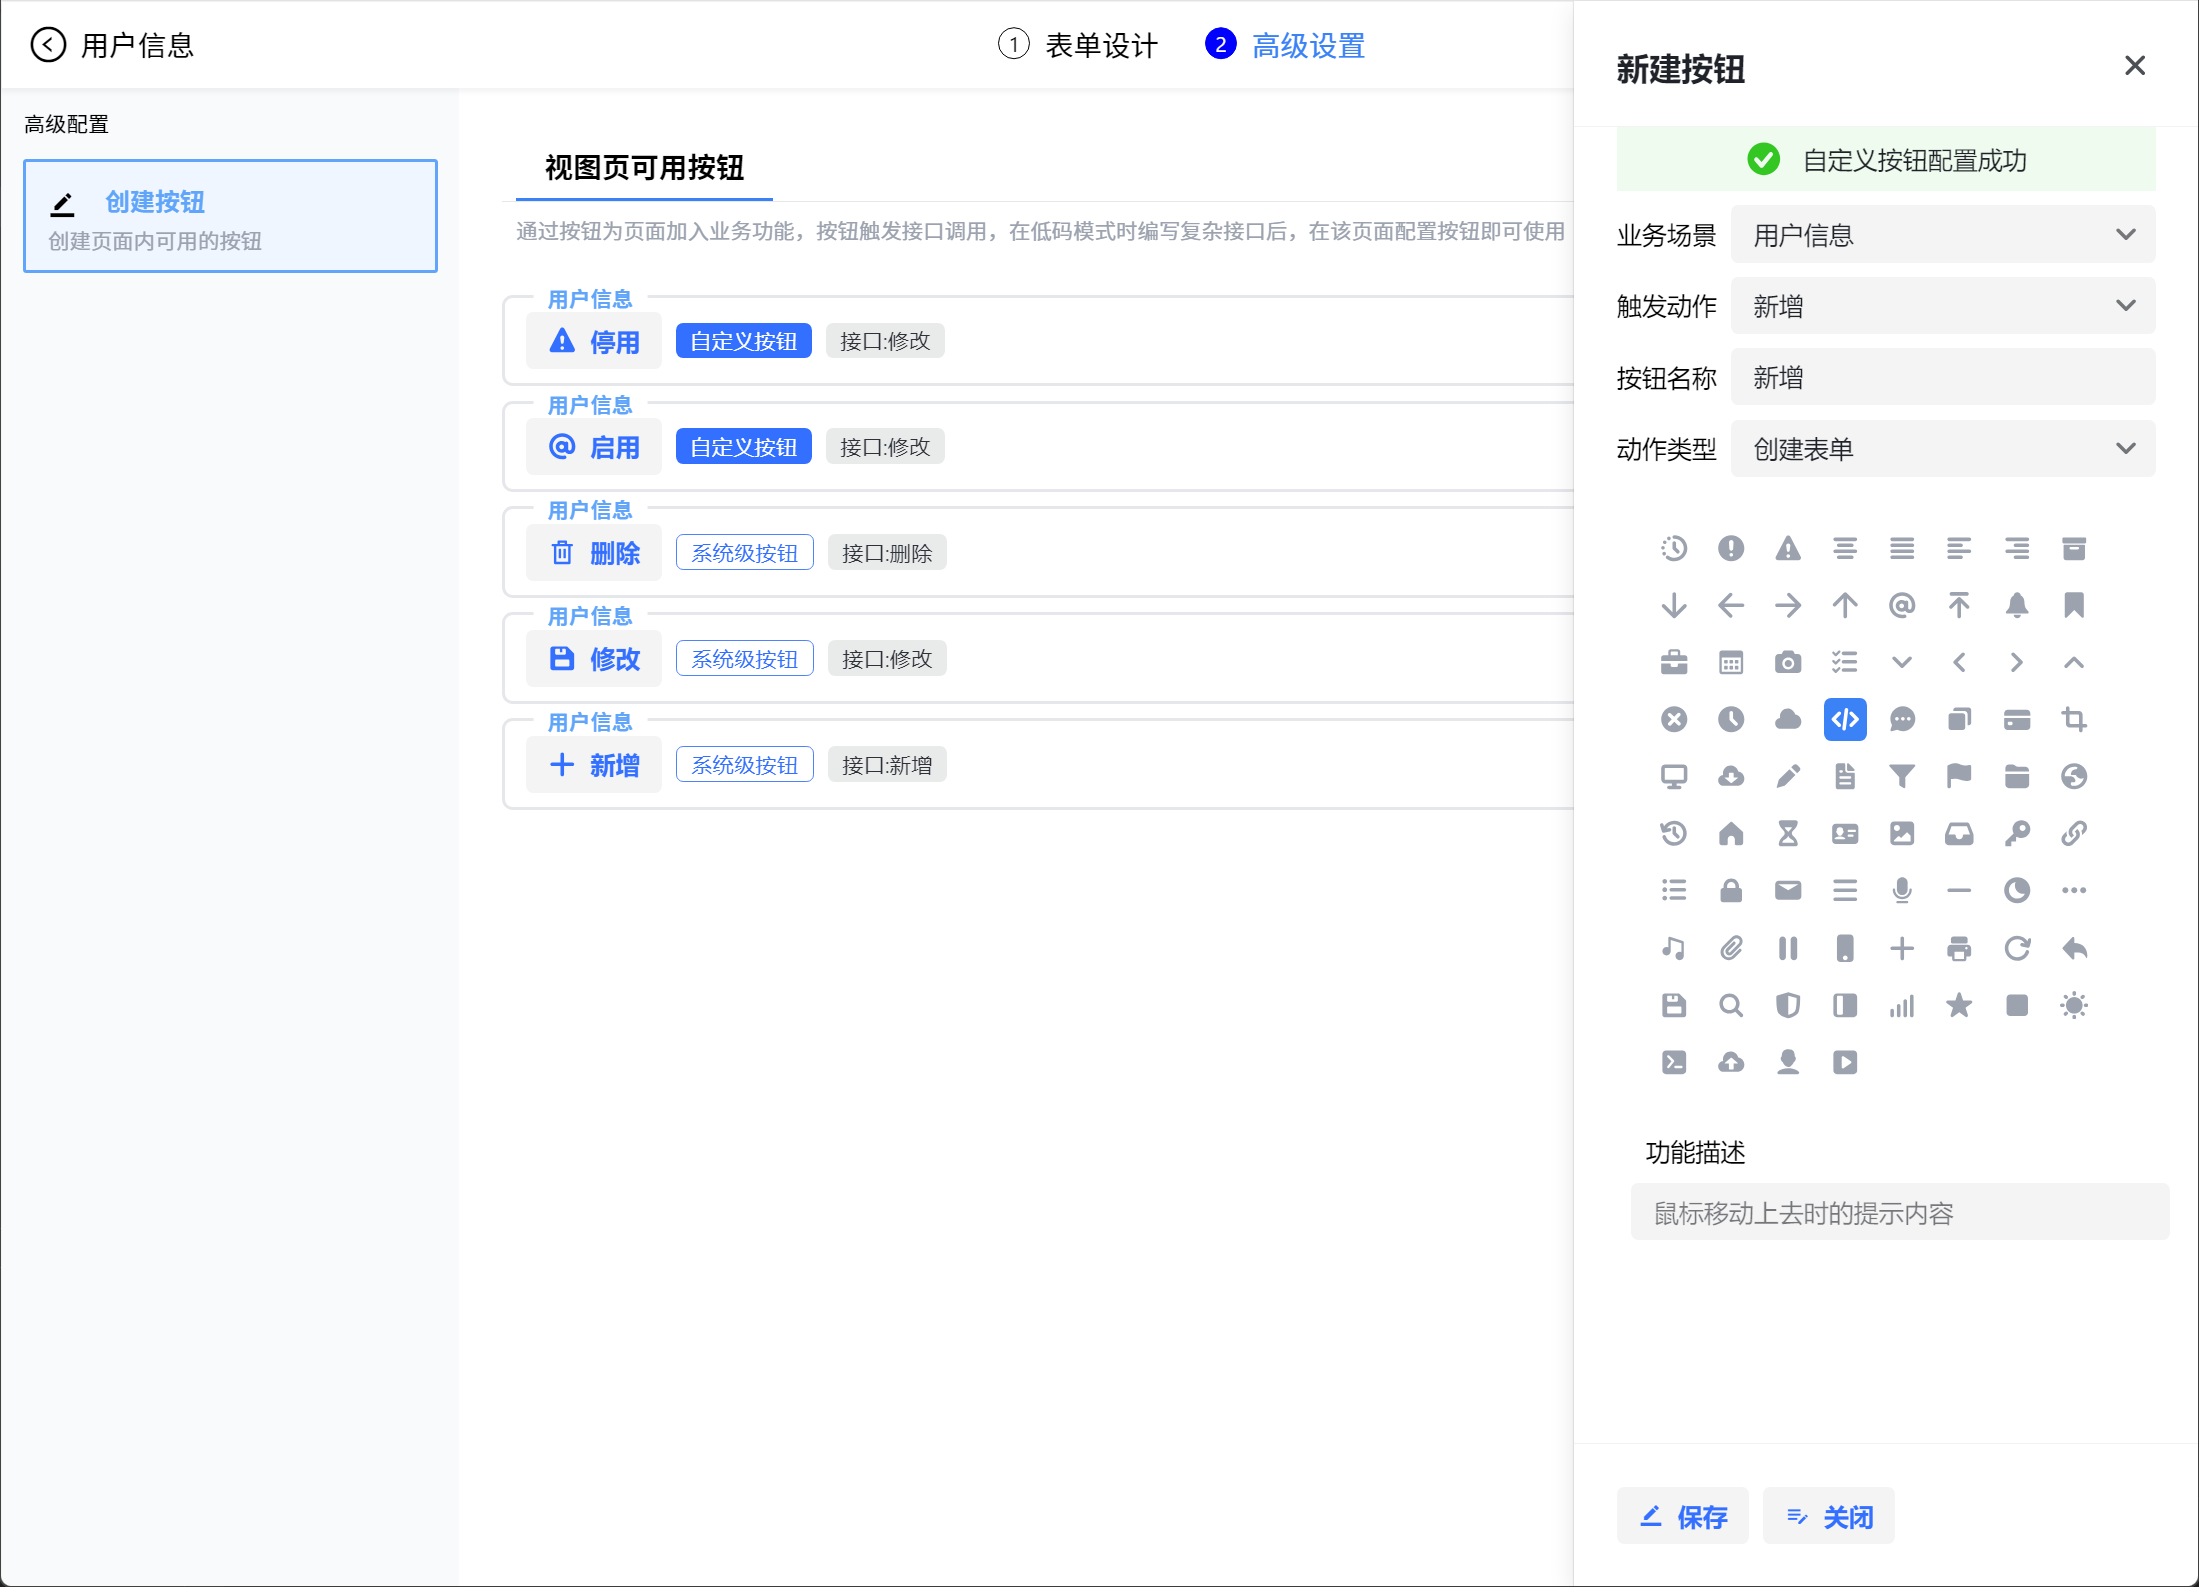 用户信息
1 表单设计
2 高级设置
高级配置
创建按钮
创建页面内可用的按钮
视图页可用按钮
通过按钮为页面加入业务功能，按钮触发接口调用，在低码模式时编写复杂接口后，在该页面配置按钮即可使用
用户信息
停用 自定义按钮 接口:修改
用户信息
启用 自定义按钮 接口:修改
用户信息
删除 系统级按钮 接口:删除
用户信息
修改 系统级按钮 接口:修改
用户信息
新增 系统级按钮 接口:新增
新建按钮
自定义按钮配置成功
业务场景 用户信息
触发动作 新增
按钮名称 新增
动作类型 创建表单
功能描述
鼠标移动上去时的提示内容
保存 关闭